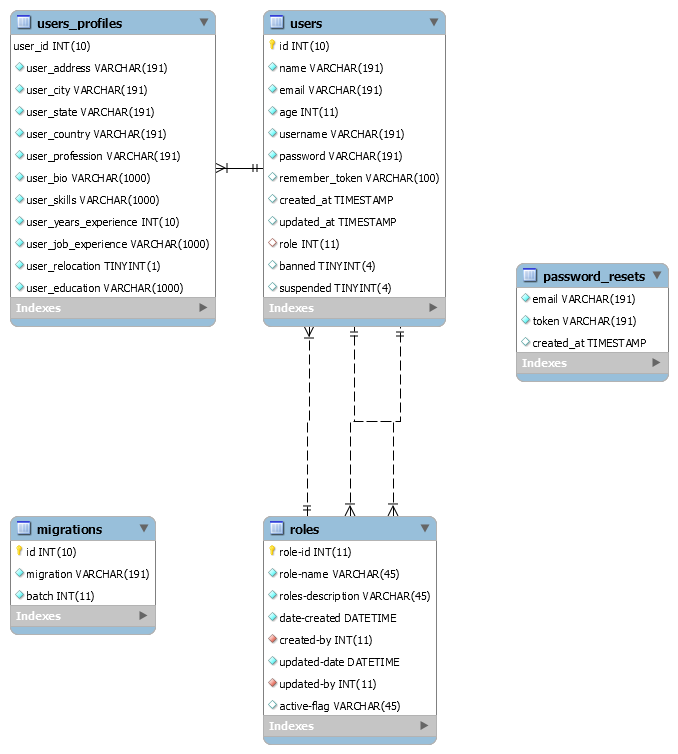 users_profiles
user_id INT(10)
user_address VARCHAR(191)
user_city VARCHAR(191)
user_state VARCHAR(191)
user_country VARCHAR(191)
user_profession VARCHAR(191)
user_bio VARCHAR(1000)
user_skills VARCHAR(1000)
user_years_experience INT(10)
user_job_experience VARCHAR(1000)
user_relocation TINYINT(1)
user_education VARCHAR(1000)
Indexes
users
id INT(10)
name VARCHAR(191)
email VARCHAR(191)
age INT(11)
username VARCHAR(191)
password VARCHAR(191)
remember_token VARCHAR(100)
created_at TIMESTAMP
updated_at TIMESTAMP
role INT(11)
banned TINYINT(4)
suspended TINYINT(4)
Indexes
password_resets
email VARCHAR(191)
token VARCHAR(191)
created_at TIMESTAMP
Indexes
migrations
id INT(10)
migration VARCHAR(191)
batch INT(11)
Indexes
roles
role-id INT(11)
role-name VARCHAR(45)
roles-description VARCHAR(45)
date-created DATETIME
created-by INT(11)
updated-date DATETIME
updated-by INT(11)
active-flag VARCHAR(45)
Indexes